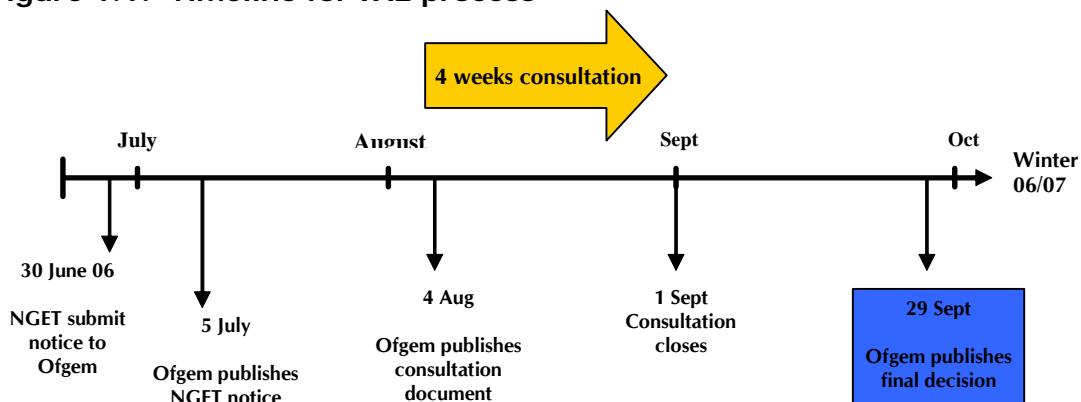 4 weeks consultation
July
August
Sept
Oct
Winter
06/07
30 June 06
NGET submit
notice to
Ofgem
5 July
Ofgem publishes
NGET notice
4 Aug
Ofgem publishes
consultation
document
1 Sept
Consultation
closes
29 Sept
Ofgem publishes
final decision